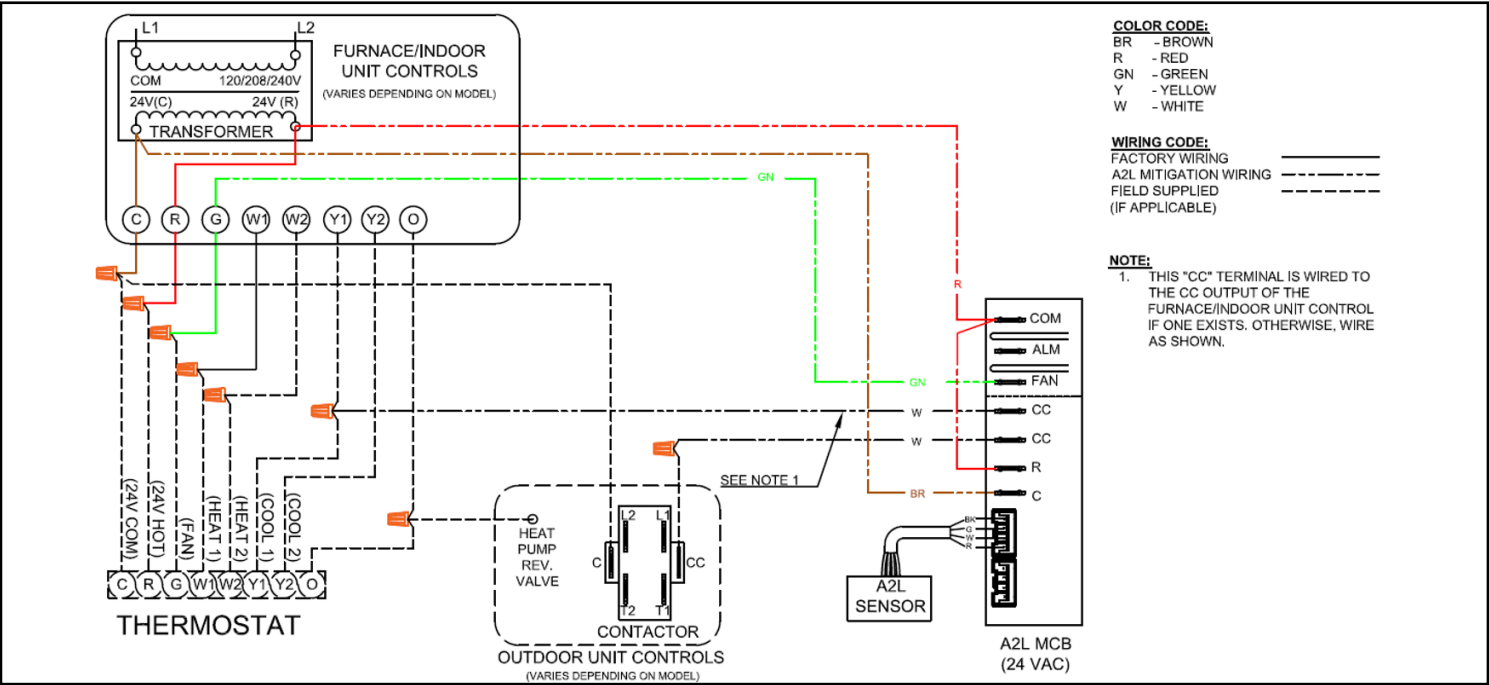 L1
L2
COM
120/208/240V
24V(C)
24V (R)
TRANSFORMER
FURNACE/INDOOR
UNIT CONTROLS
(VARIES DEPENDING ON MODEL)
C
R
G
W1
W2
Y1
Y2
O
GN
R
GN
W
W
BR
SEE NOTE 1
(24V COM)
(24V HOT)
(FAN)
(HEAT 1)
(HEAT 2)
(COOL 1)
(COOL 2)
C
R
G
W1
W2
Y1
Y2
O
THERMOSTAT
HEAT
PUMP
REV.
VALVE
L2
L1
C
CC
T2
T1
CONTACTOR
OUTDOOR UNIT CONTROLS
(VARIES DEPENDING ON MODEL)
COM
ALM
FAN
CC
CC
R
C
BK
G
W
R
A2L
SENSOR
A2L MCB
(24 VAC)
COLOR CODE:
BR - BROWN
R - RED
GN - GREEN
Y - YELLOW
W - WHITE
WIRING CODE:
FACTORY WIRING
A2L MITIGATION WIRING
FIELD SUPPLIED
(IF APPLICABLE)
NOTE:
1. THIS "CC" TERMINAL IS WIRED TO
THE CC OUTPUT OF THE
FURNACE/INDOOR UNIT CONTROL
IF ONE EXISTS. OTHERWISE, WIRE
AS SHOWN.